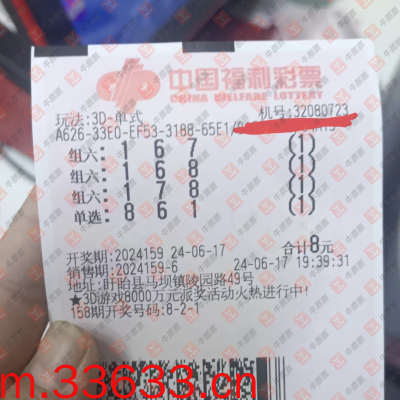 中国福利彩票
CHINA WELFARE LOTTERY
玩法:3D-单式
机号:32080723
A626-33E0-EF53-31B8-65E1/
组六: 1 6 7 (1)
组六: 1 6 8 (1)
组六: 1 7 8 (1)
单选: 8 6 1 (1)
开奖期:2024159 24-06-17 合计8元
销售期:2024159-6 24-06-17 19:39:31
地址:盱眙县马坝镇陵园路49号
★3D游戏8000万元派奖活动火热进行中!
158期开奖号码:8-2-1
m.33633.cn